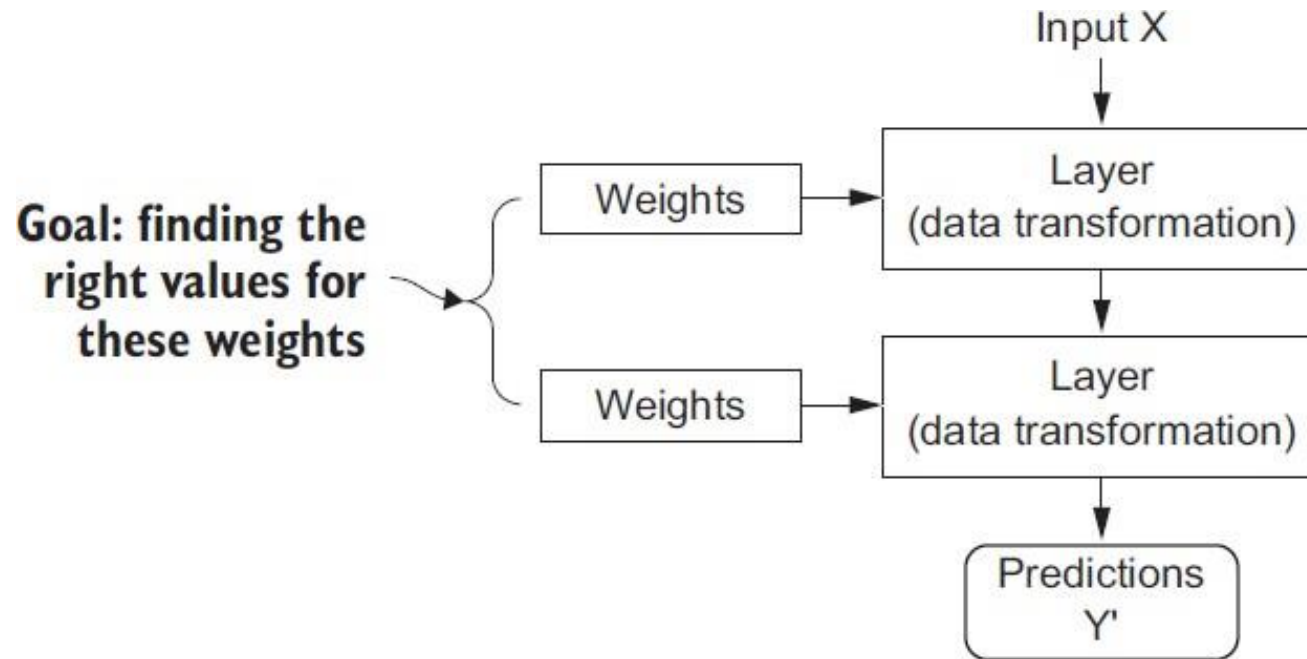 Input X
Layer
(data transformation)
Weights
Goal: finding the
right values for
these weights
Layer
(data transformation)
Weights
Predictions
Y'